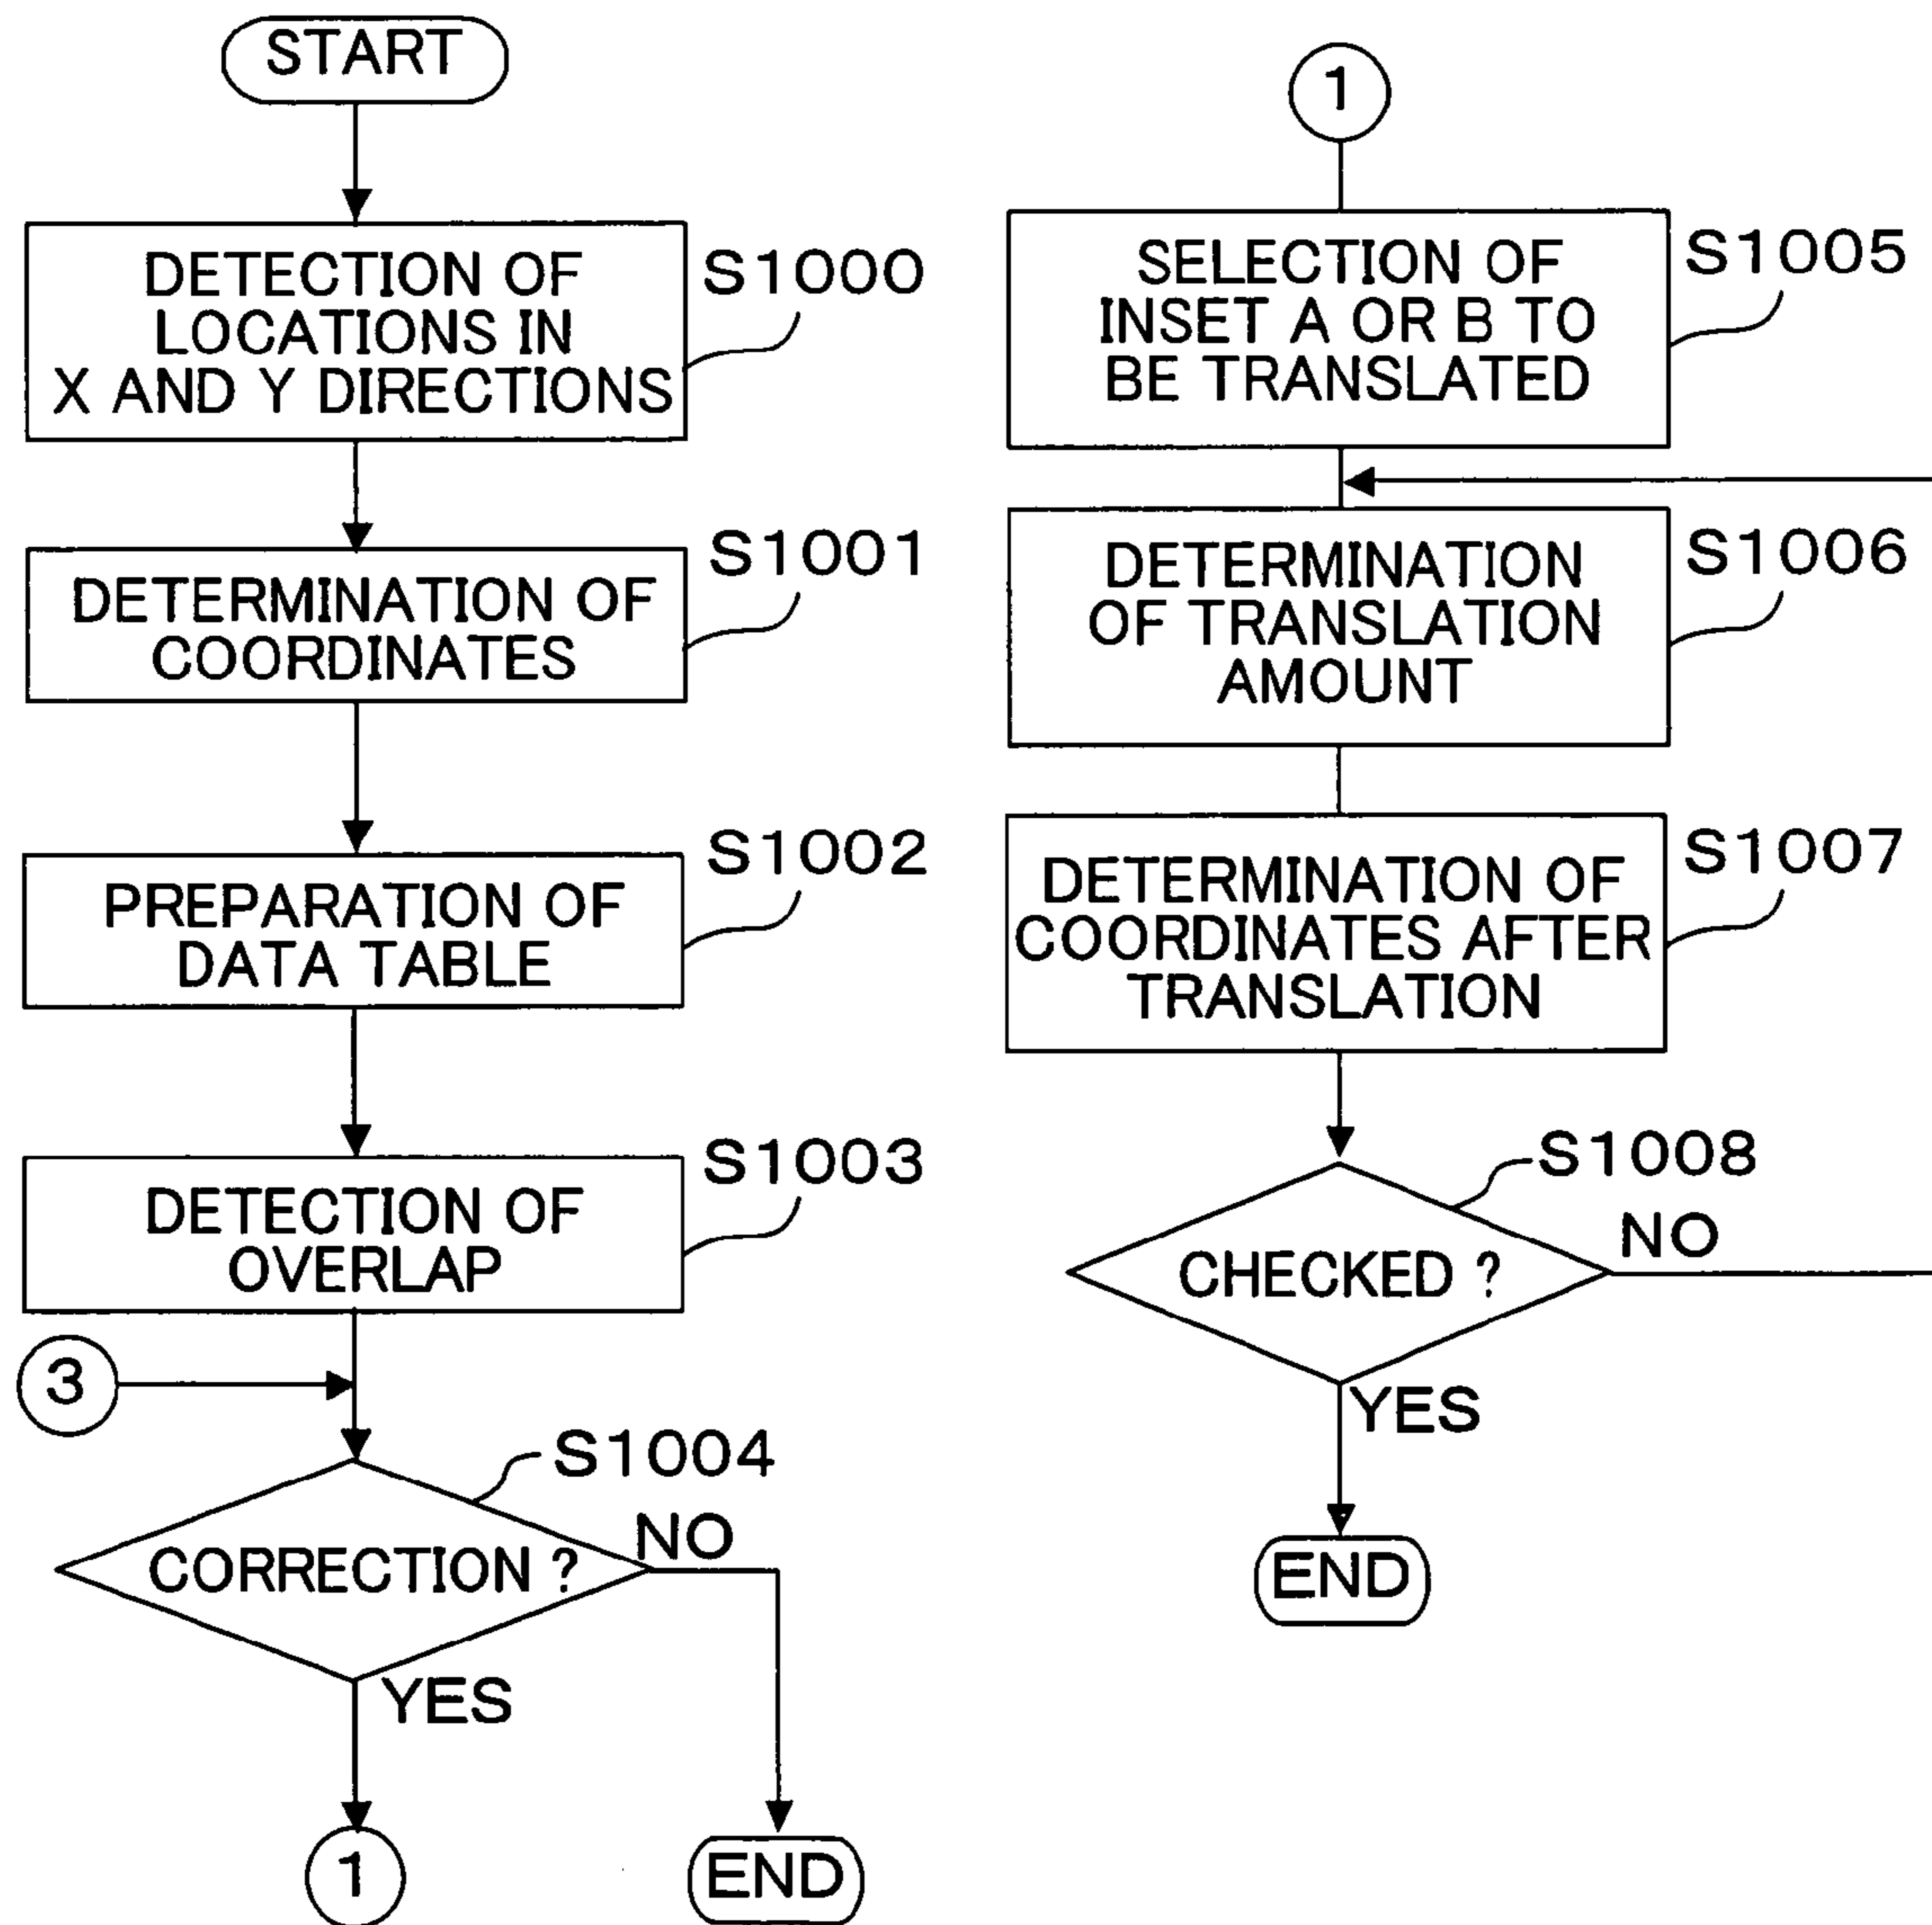 START
DETECTION OF
LOCATIONS IN
X AND Y DIRECTIONS
S1000
DETERMINATION OF
COORDINATES
S1001
PREPARATION OF
DATA TABLE
S1002
DETECTION OF
OVERLAP
S1003
3
CORRECTION ?
S1004
NO
YES
1
END
1
SELECTION OF
INSET A OR B TO
BE TRANSLATED
S1005
DETERMINATION
OF TRANSLATION
AMOUNT
S1006
DETERMINATION OF
COORDINATES AFTER
TRANSLATION
S1007
CHECKED ?
S1008
NO
YES
END